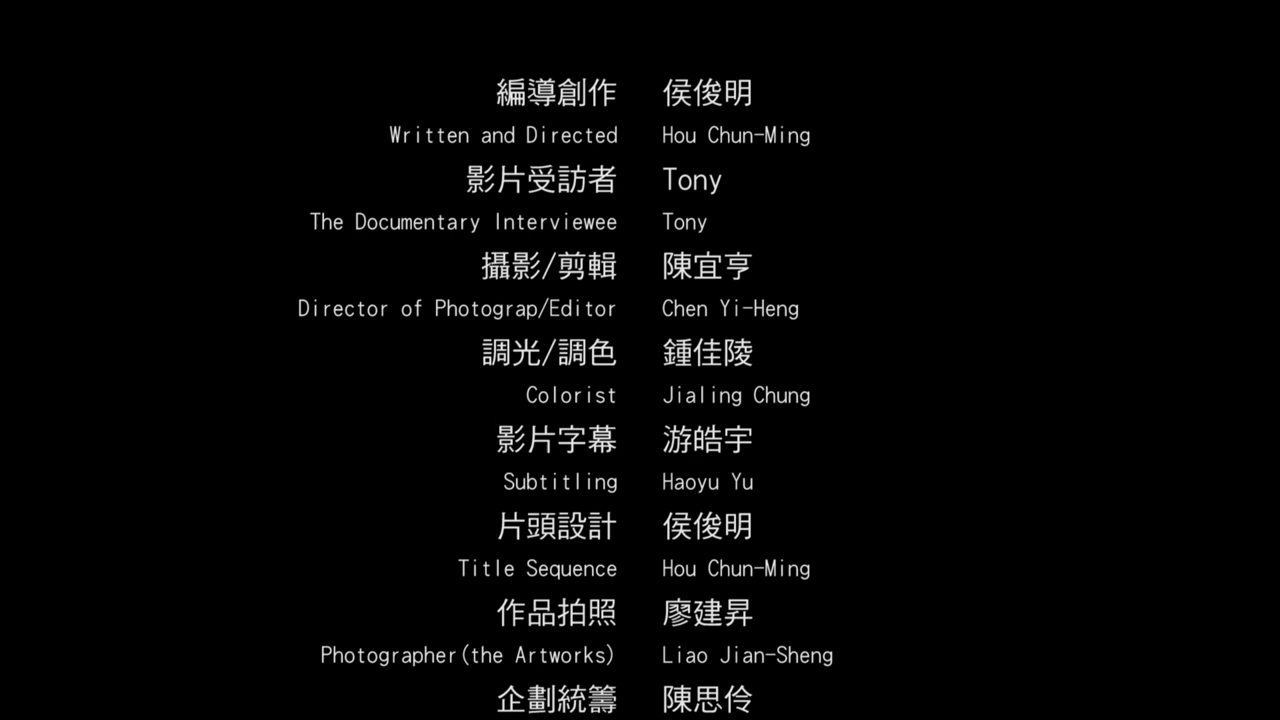 編導創作 侯俊明
Written and Directed Hou Chun-Ming
影片受訪者 Tony
The Documentary Interviewee Tony
攝影/剪輯 陳宜亨
Director of Photograp/Editor Chen Yi-Heng
調光/調色 鍾佳陵
Colorist Jialing Chung
影片字幕 游皓宇
Subtitling Haoyu Yu
片頭設計 侯俊明
Title Sequence Hou Chun-Ming
作品拍照 廖建昇
Photographer(the Artworks) Liao Jian-Sheng
企劃統籌 陳思伶